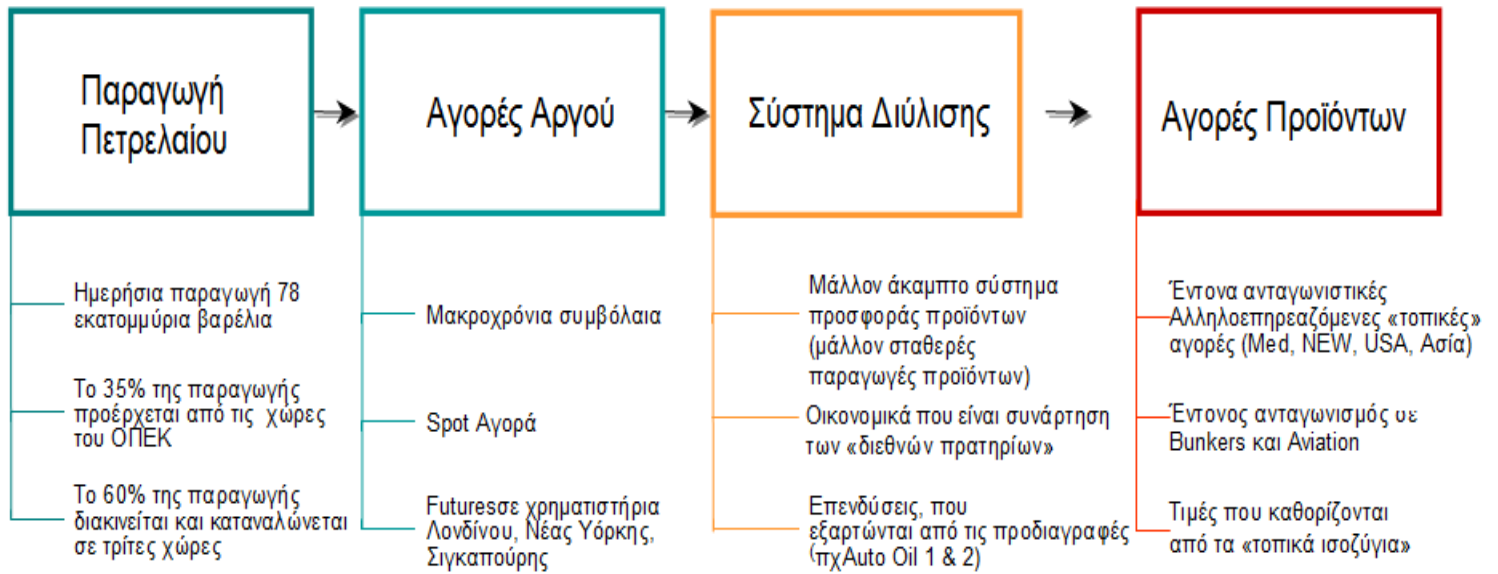 Παραγωγή
Πετρελαίου
Ημερήσια παραγωγή 78
εκατομμύρια βαρέλια
Το 35% της παραγωγής
προέρχεται από τις χώρες
του ΟΠΕΚ
Το 60% της παραγωγής
διακινείται και καταναλώνεται
σε τρίτες χώρες
Αγορές Αργού
Μακροχρόνια συμβόλαια
Spot Αγορά
Futuresσε χρηματιστήρια
Λονδίνου, Νέας Υόρκης,
Σιγκαπούρης
Σύστημα Διύλισης
Μάλλον άκαμπτο σύστημα
προσφοράς προϊόντων
(μάλλον σταθερές
παραγωγές προϊόντων)
Οικονομικά που είναι συνάρτηση
των «διεθνών πρατηρίων»
Επενδύσεις, που
εξαρτώνται από τις προδιαγραφές
(πχAuto Oil 1 & 2)
Αγορές Προϊόντων
Έντονα ανταγωνιστικές
Αλληλοεπηρεαζόμενες «τοπικές»
αγορές (Med, NEW, USA, Ασία)
Έντονος ανταγωνισμός σε
Bunkers και Aviation
Τιμές που καθορίζονται
από τα «τοπικά ισοζύγια»